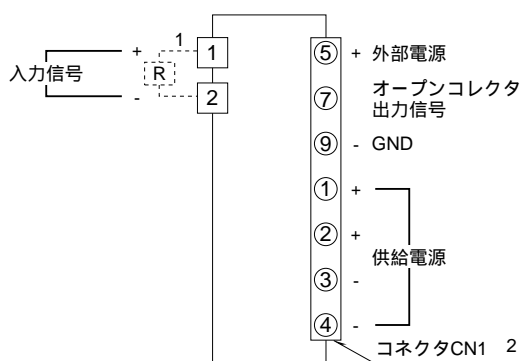 入力信号
+
-
1
R
1
2
⑤ + 外部電源
⑦ オープンコレクタ
出力信号
⑨ - GND
① +
② +
供給電源
③ -
④ -
コネクタCN1 2